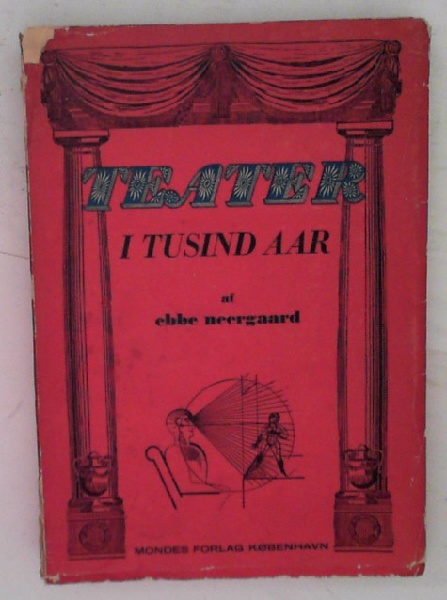 TEATER
I TUSIND AAR
af
ebbe neergaard
MONDES FORLAG KØBENHAVN